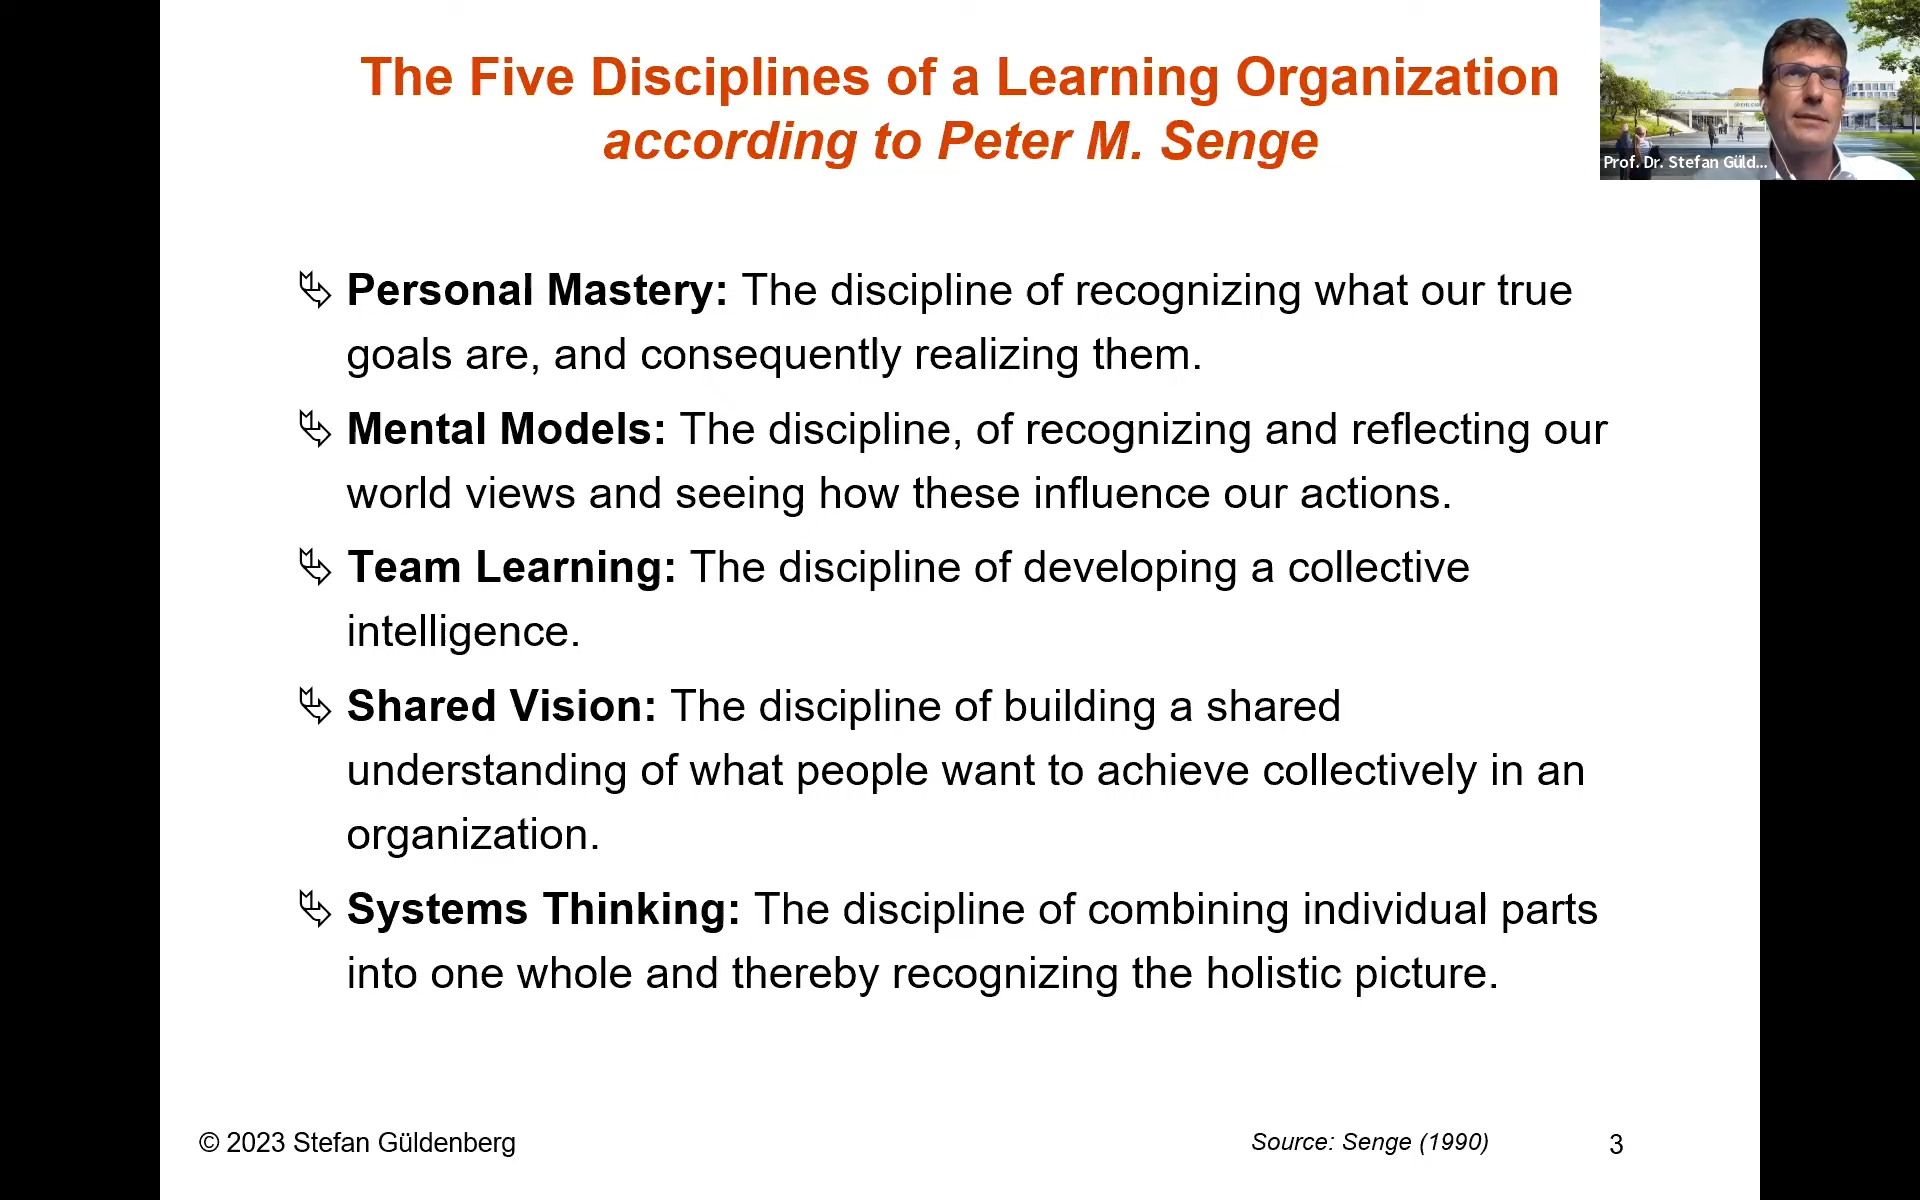 The Five Disciplines of a Learning Organization
according to Peter M. Senge
Prof. Dr. Stefan Güld...
Personal Mastery: The discipline of recognizing what our true
goals are, and consequently realizing them.
Mental Models: The discipline, of recognizing and reflecting our
world views and seeing how these influence our actions.
Team Learning: The discipline of developing a collective
intelligence.
Shared Vision: The discipline of building a shared
understanding of what people want to achieve collectively in an
organization.
Systems Thinking: The discipline of combining individual parts
into one whole and thereby recognizing the holistic picture.
© 2023 Stefan Güldenberg
Source: Senge (1990)
3